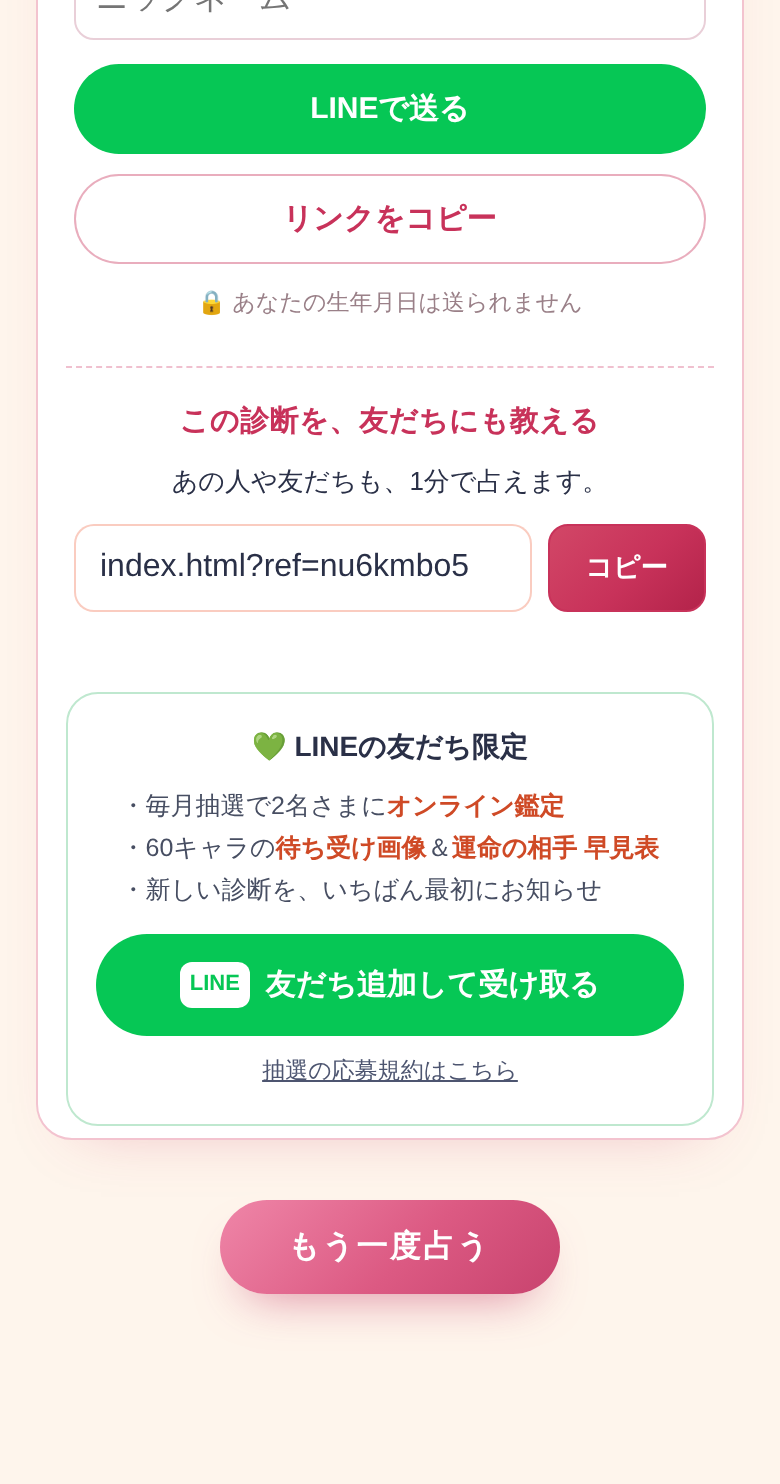 ニックネーム
LINEで送る
リンクをコピー
🔒 あなたの生年月日は送られません
この診断を、友だちにも教える
あの人や友だちも、1分で占えます。
index.html?ref=nu6kmbo5
コピー
💚 LINEの友だち限定
・毎月抽選で2名さまにオンライン鑑定
・60キャラの待ち受け画像＆運命の相手 早見表
・新しい診断を、いちばん最初にお知らせ
LINE 友だち追加して受け取る
抽選の応募規約はこちら
もう一度占う